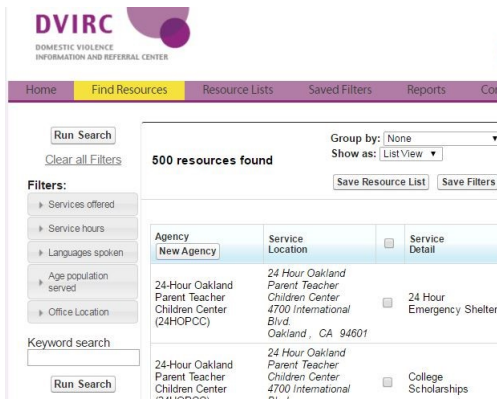 DVIRC
DOMESTIC VIOLENCE
INFORMATION AND REFERRAL CENTER
Home Find Resources Resource Lists Saved Filters Reports
Run Search
Clear all Filters
Filters:
Services offered
Service hours
Languages spoken
Age population
served
Office Location
Keyword search
Run Search
500 resources found
Group by: None
Show as: List View
Save Resource List Save Filters
Agency
New Agency
Service
Location
Service
Detail
24-Hour Oakland
Parent Teacher
Children Center
(24HOPCC)
24 Hour Oakland
Parent Teacher
Children Center
4700 International
Blvd.
Oakland , CA 94601
24 Hour
Emergency Shelter
24-Hour Oakland
Parent Teacher
Children Center
(24HOPCC)
24 Hour Oakland
Parent Teacher
Children Center
4700 International
Blvd.
College
Scholarships